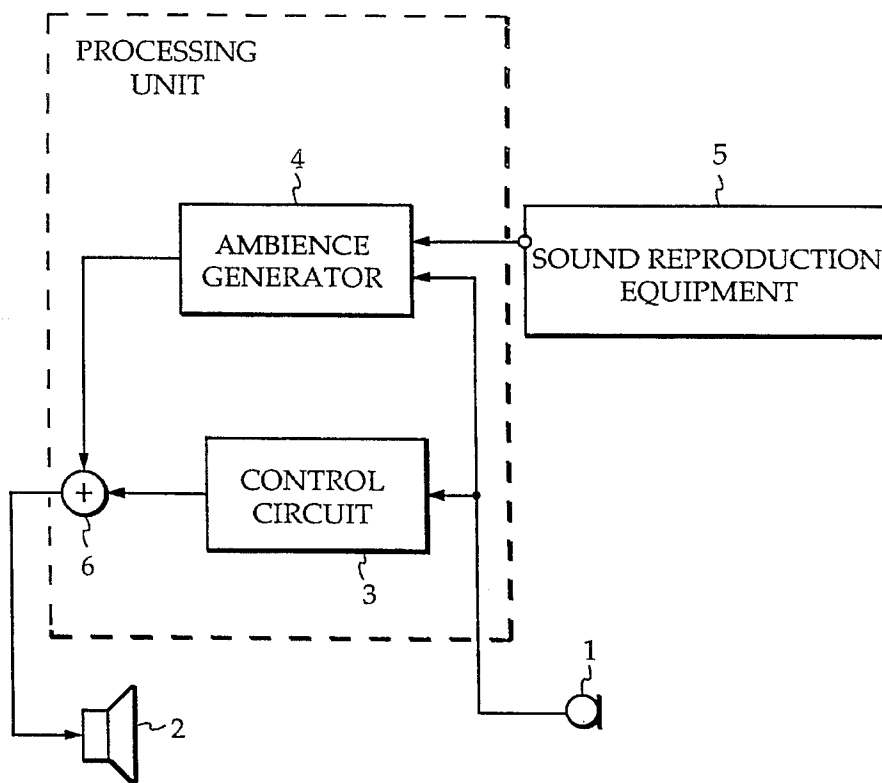 PROCESSING
UNIT
4
5
AMBIENCE
GENERATOR
SOUND REPRODUCTION
EQUIPMENT
CONTROL
CIRCUIT
+
6
3
1
2